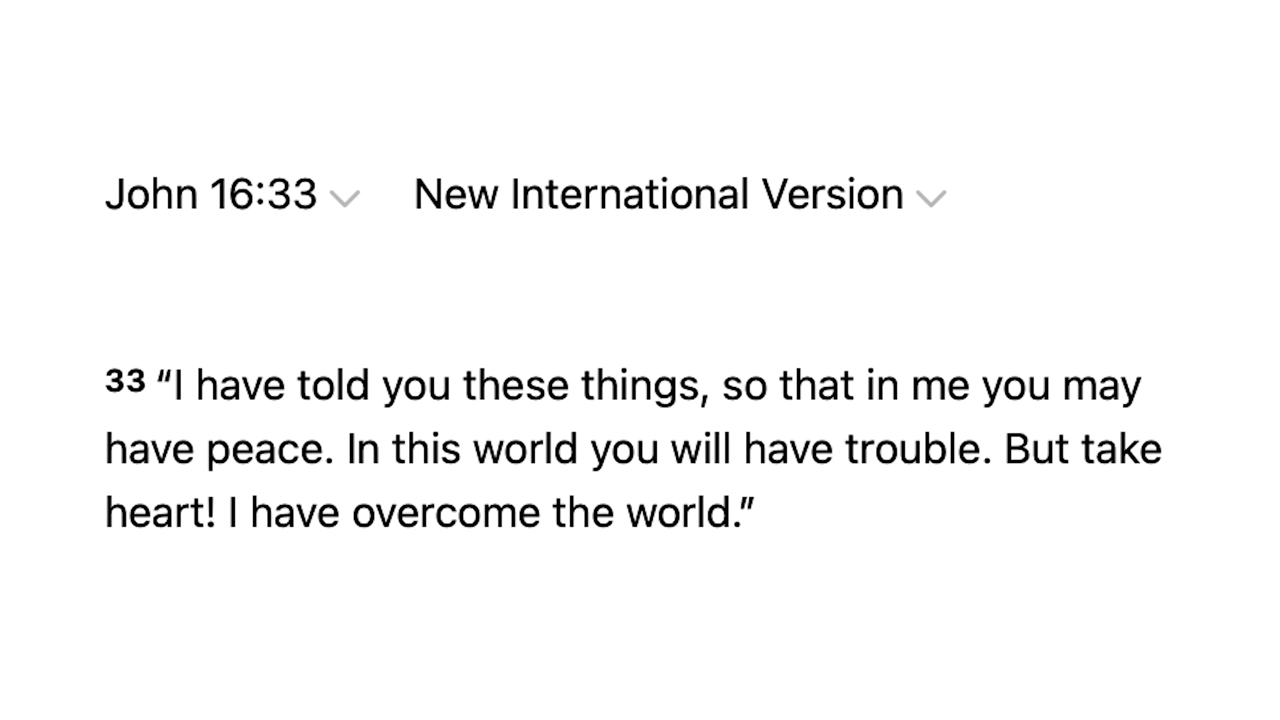 John 16:33 New International Version
33 “I have told you these things, so that in me you may
have peace. In this world you will have trouble. But take
heart! I have overcome the world.”